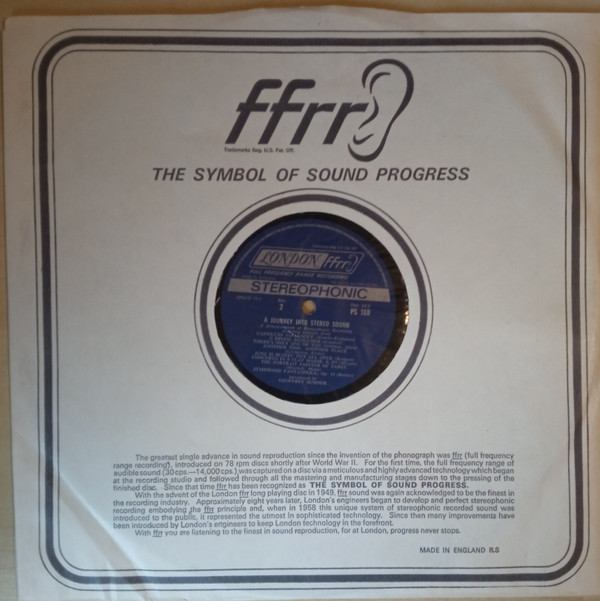 ffrr
Trademarks Reg. U.S. Pat. Off.
THE SYMBOL OF SOUND PROGRESS
LONDON ffrr
FULL FREQUENCY RANGE RECORDING
STEREOPHONIC
2
PS 108
A JOURNEY INTO STEREO SOUND
SYMPHONIE FANTASTIQUE, Op. 14
GEOFFREY SUMNER
The greatest single advance in sound reproduction since the invention of the phonograph was ffrr (full frequency
range recording), introduced on 78 rpm discs shortly after World War II. For the first time, the full frequency range of
audible sound (30 cps.—14,000 cps.) was captured on a disc via a meticulous and highly advanced technology which began
at the recording studio and followed through all the mastering and manufacturing stages down to the pressing of the
finished disc. Since that time ffrr has been recognized as THE SYMBOL OF SOUND PROGRESS.
With the advent of the London ffrr long playing disc in 1949, ffrr sound was again acknowledged to be the finest in
the recording industry. Approximately eight years later, London's engineers began to develop and perfect stereophonic
recording embodying the ffrr principle and, when in 1958 this unique system of stereophonic recorded sound was
introduced to the public, it represented the utmost in sophisticated technology. Since then many improvements have
been introduced by London's engineers to keep London technology in the forefront.
With ffrr you are listening to the finest in sound reproduction, for at London, progress never stops.
MADE IN ENGLAND